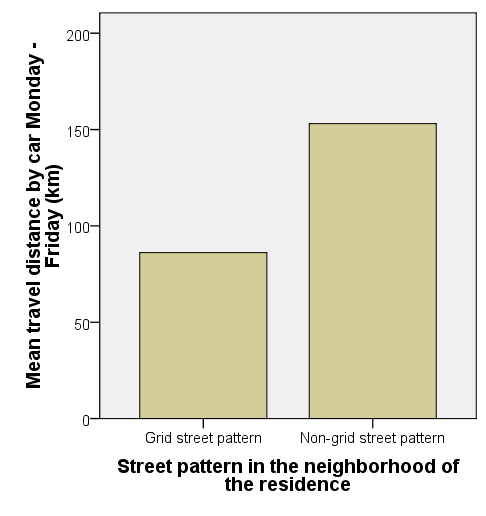 Mean travel distance by car Monday -
Friday (km)
200
150
100
50
0
Grid street pattern
Non-grid street pattern
Street pattern in the neighborhood of
the residence